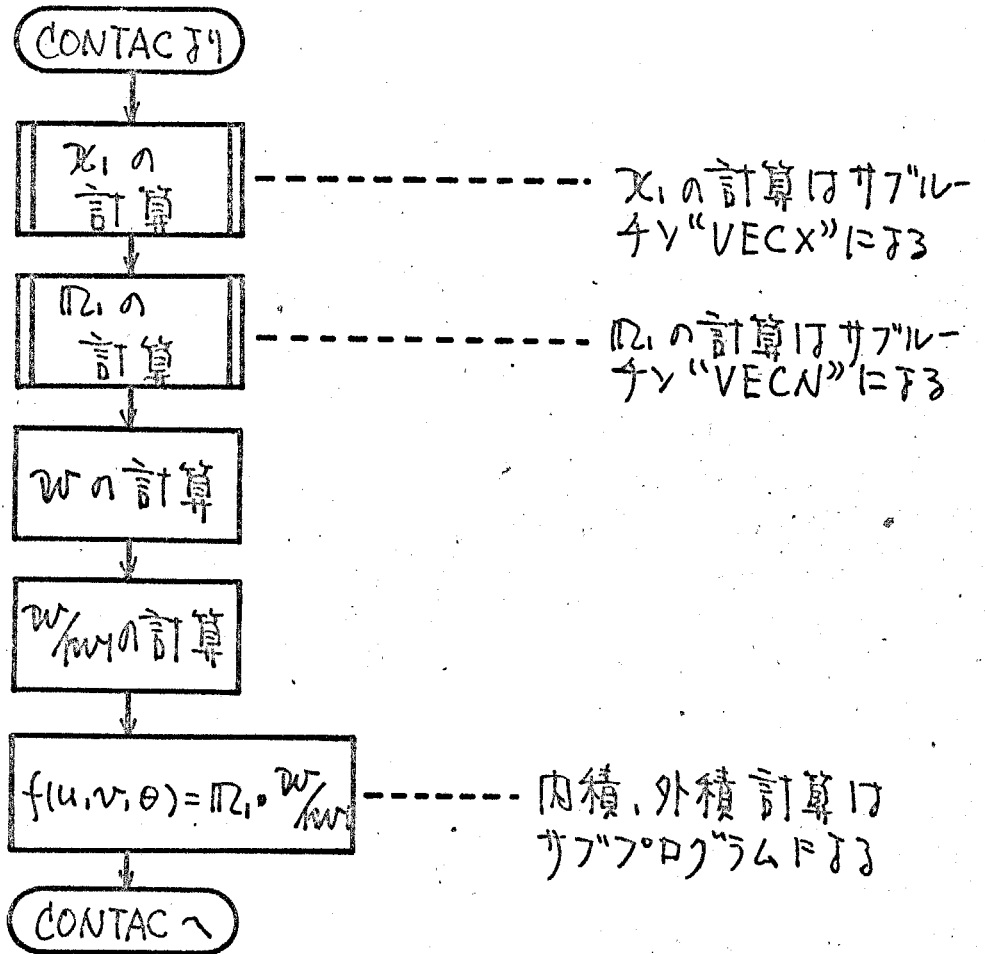 CONTACより
𝕩₁の
計算
𝕩₁の計算はサブルー
チン“VECX”による
𝕟₁の
計算
𝕟₁の計算はサブルー
チン“VECN”による
𝕨の計算
𝕨/|𝕨|の計算
f(u,v,θ)=𝕟₁・𝕨/|𝕨|
内積、外積計算は
サブプログラムによる
CONTACへ